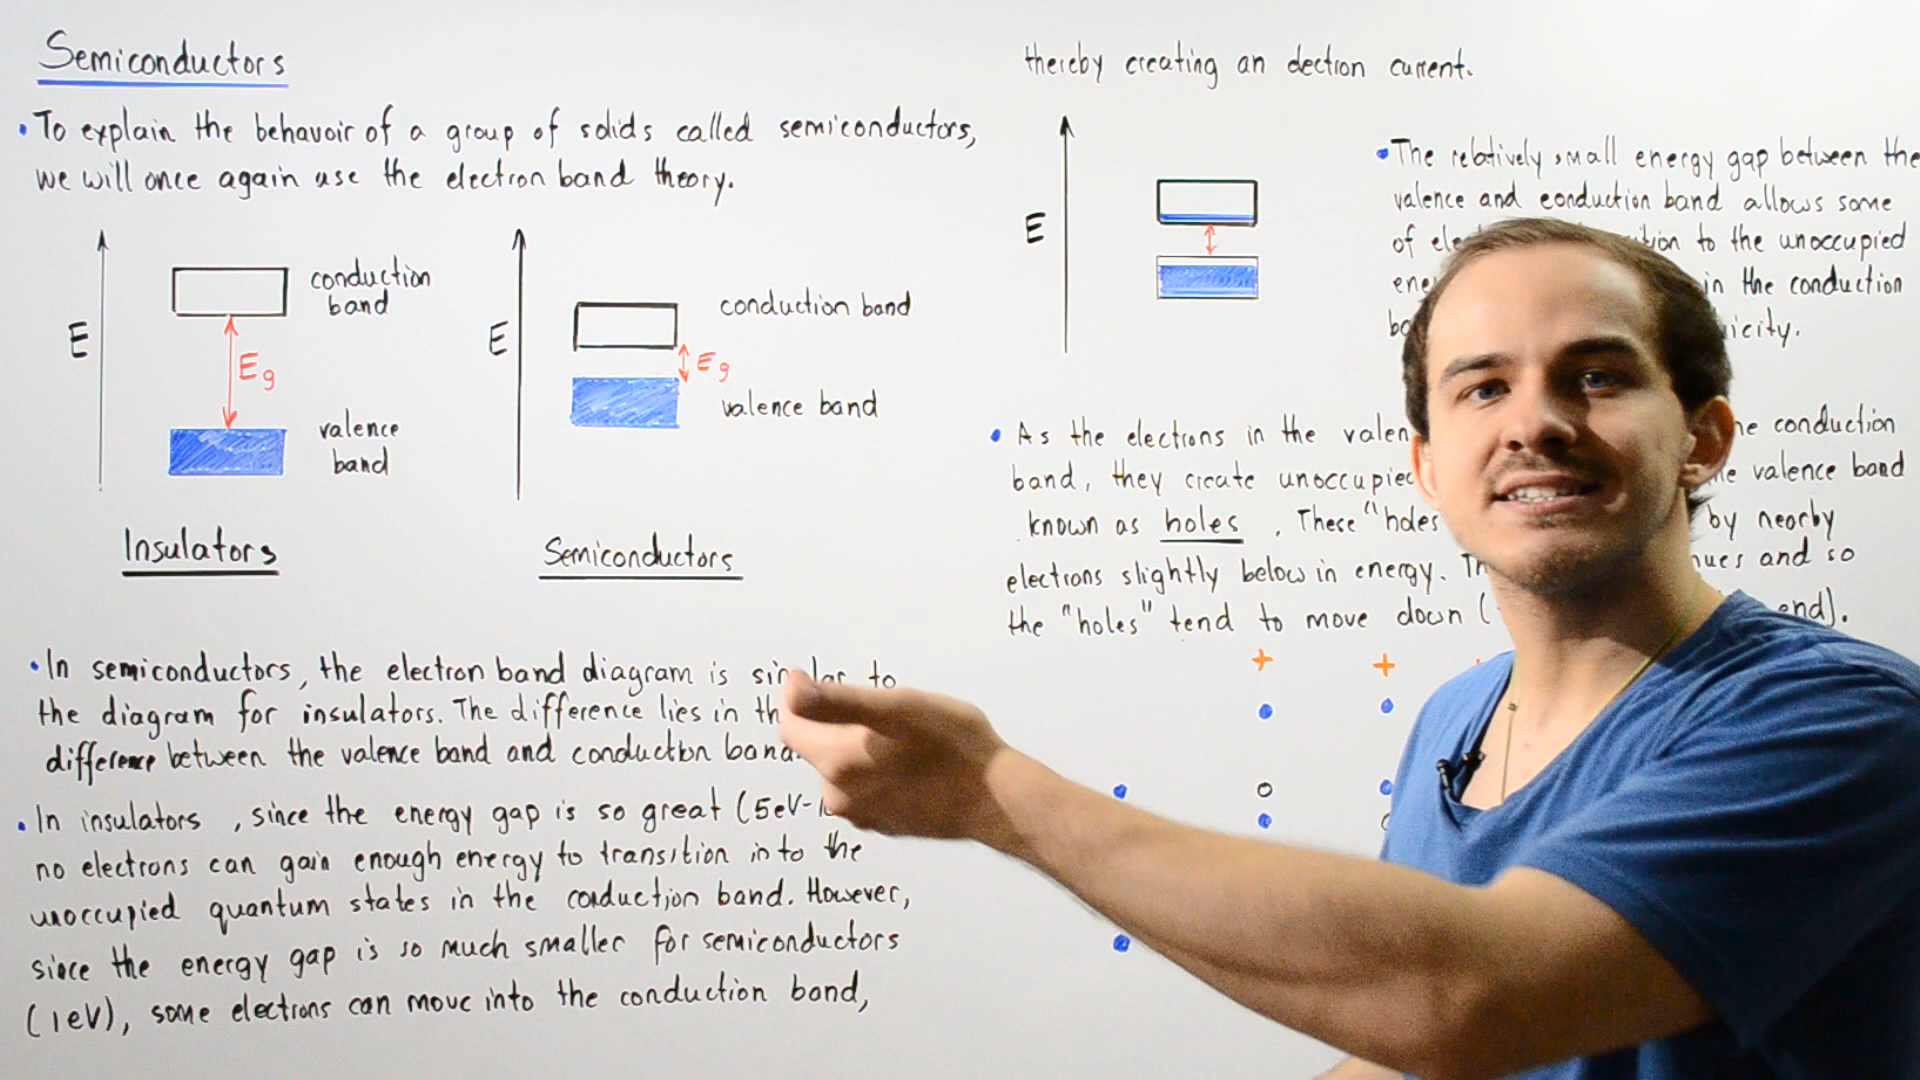 Semiconductors
• To explain the behavoir of a group of solids called semiconductors,
we will once again use the electron band theory.
E
conduction
band
Eg
valence
band
Insulators
E
conduction band
Eg
valence band
Semiconductors
• In semiconductors, the electron band diagram is to
the diagram for insulators. The difference lies in
difference between the valence band and conduction
• In insulators, since the energy gap is so great (5eV-
no electrons can gain enough energy to transition into the
unoccupied quantum states in the conduction band. However,
since the energy gap is so much smaller for semiconductors
(1eV), some electrons can move into the conduction band,
thereby creating an electron current.
E
• The relatively small energy gap between the
valence and conduction band allows some
of to the unoccupied
in the conduction

• As the electrons in the conduction
band, they create valence band
known as holes. These "holes by nearby
electrons slightly below in energy. and so
the "holes" tend to move down ( end).
+ +